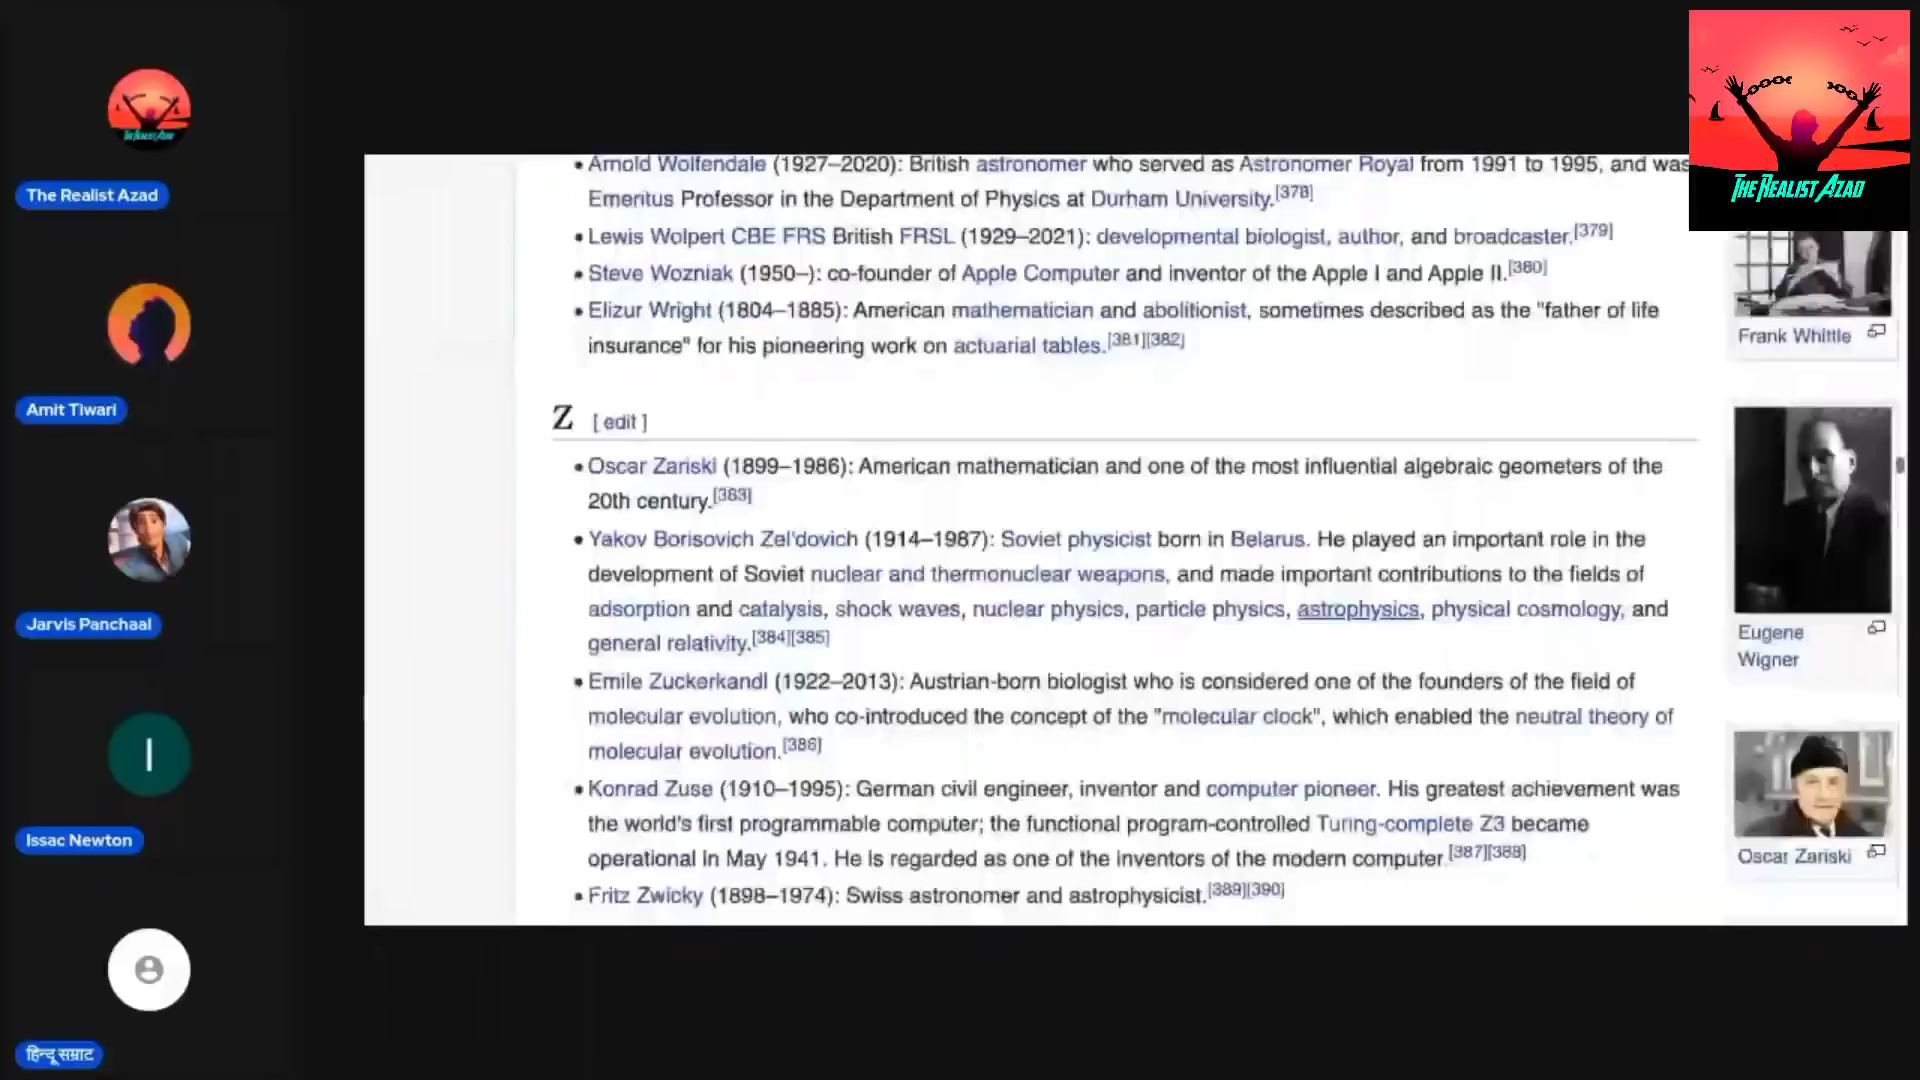 The Realist Azad
THE REALIST AZAD
Amit Tiwari
Jarvis Panchaal
I
Issac Newton
हिन्दू सम्राट
• Arnold Wolfendale (1927–2020): British astronomer who served as Astronomer Royal from 1991 to 1995, and was
Emeritus Professor in the Department of Physics at Durham University.[378]
• Lewis Wolpert CBE FRS British FRSL (1929–2021): developmental biologist, author, and broadcaster.[379]
• Steve Wozniak (1950–): co-founder of Apple Computer and inventor of the Apple I and Apple II.[380]
• Elizur Wright (1804–1885): American mathematician and abolitionist, sometimes described as the "father of life
insurance" for his pioneering work on actuarial tables.[381][382]
Z [ edit ]
• Oscar Zariski (1899–1986): American mathematician and one of the most influential algebraic geometers of the
20th century.[383]
• Yakov Borisovich Zel'dovich (1914–1987): Soviet physicist born in Belarus. He played an important role in the
development of Soviet nuclear and thermonuclear weapons, and made important contributions to the fields of
adsorption and catalysis, shock waves, nuclear physics, particle physics, astrophysics, physical cosmology, and
general relativity.[384][385]
• Emile Zuckerkandl (1922–2013): Austrian-born biologist who is considered one of the founders of the field of
molecular evolution, who co-introduced the concept of the "molecular clock", which enabled the neutral theory of
molecular evolution.[386]
• Konrad Zuse (1910–1995): German civil engineer, inventor and computer pioneer. His greatest achievement was
the world's first programmable computer; the functional program-controlled Turing-complete Z3 became
operational in May 1941. He is regarded as one of the inventors of the modern computer.[387][388]
• Fritz Zwicky (1898–1974): Swiss astronomer and astrophysicist.[389][390]
THE REALIST AZAD
Frank Whittle
Eugene
Wigner
Oscar Zariski